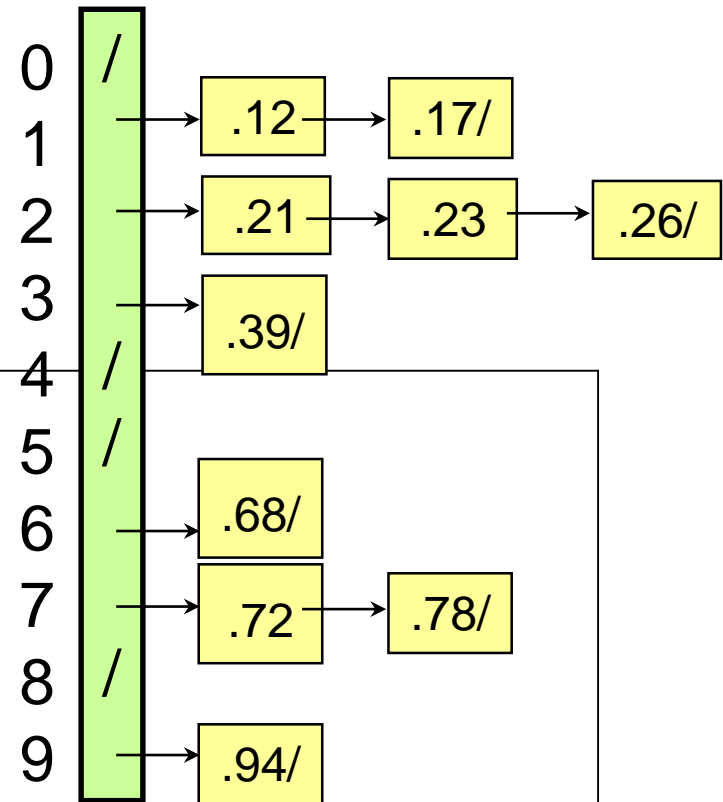 0 /
1 .12 .17/
2 .21 .23 .26/
3 .39/
4 /
5 /
6 .68/
7 .72 .78/
8 /
9 .94/